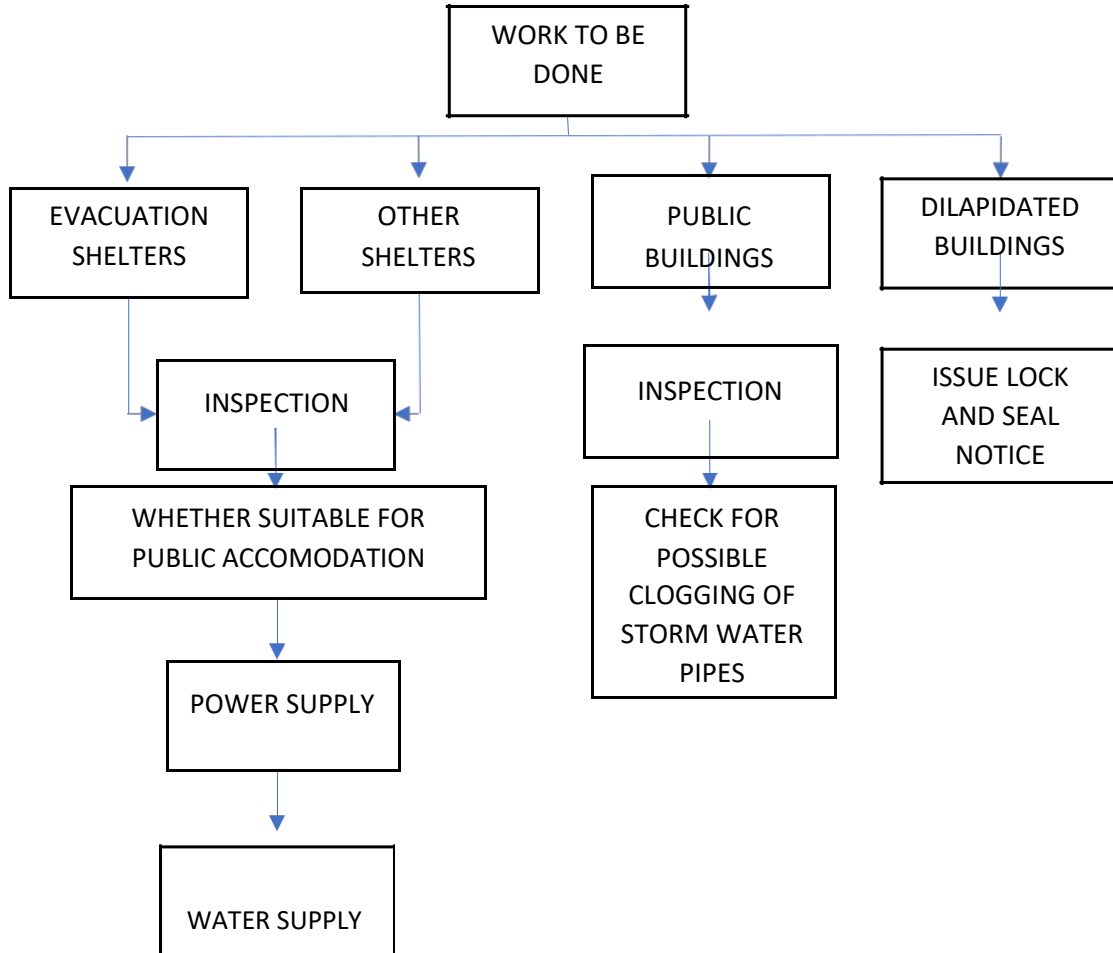 WORK TO BE
DONE
EVACUATION
SHELTERS
OTHER
SHELTERS
PUBLIC
BUILDINGS
DILAPIDATED
BUILDINGS
INSPECTION
INSPECTION
ISSUE LOCK
AND SEAL
NOTICE
WHETHER SUITABLE FOR
PUBLIC ACCOMODATION
CHECK FOR
POSSIBLE
CLOGGING OF
STORM WATER
PIPES
POWER SUPPLY
WATER SUPPLY